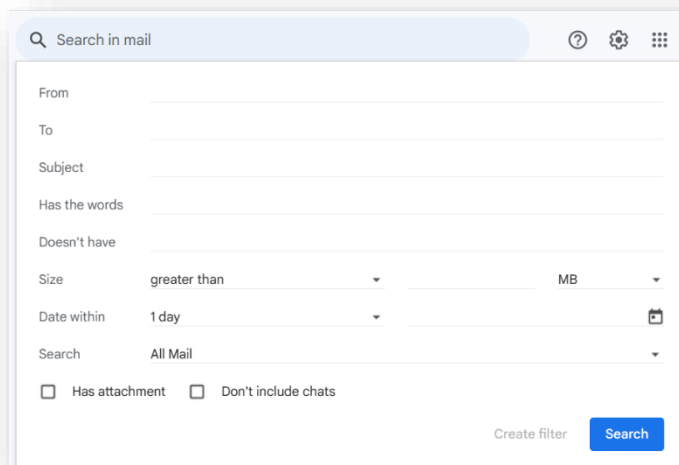 Search in mail
From
To
Subject
Has the words
Doesn't have
Size greater than MB
Date within 1 day
Search All Mail
Has attachment Don't include chats
Create filter Search